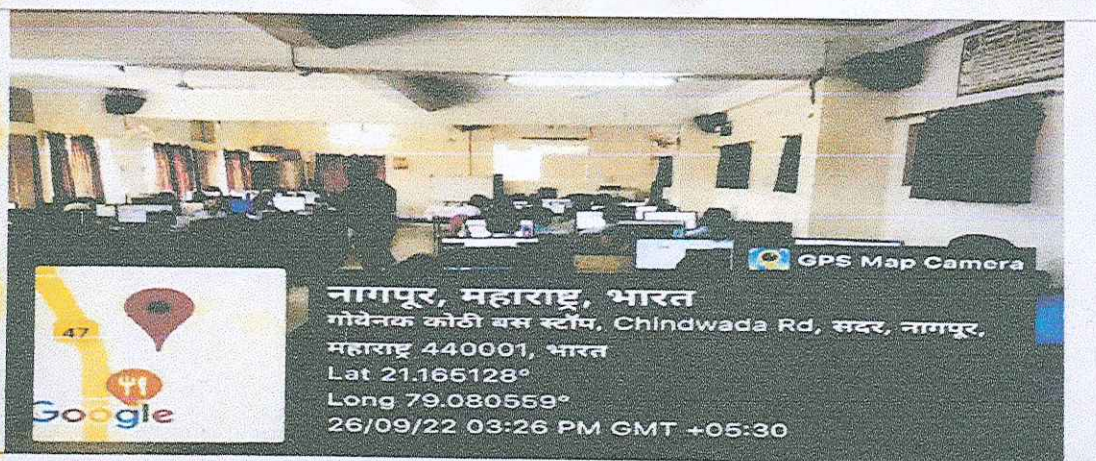 GPS Map Camera
नागपूर, महाराष्ट्र, भारत
गोवेनक कोठी बस स्टॉप, Chindwada Rd, सदर, नागपूर,
महाराष्ट्र 440001, भारत
Lat 21.165128°
Long 79.080559°
26/09/22 03:26 PM GMT +05:30
47
Google